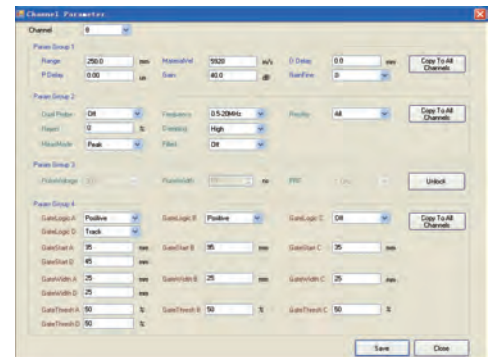 Channel Parameter
Channel 8
Param Group 1
Range 250.0 mm MaterialVel 5920 m/s D Delay 0.0 mm Copy To All Channels
P Delay 0.00 us Gain 40.0 dB GainFine .0
Param Group 2
Dual Probe Off Frequency 0.5-20MHz Rectify All Copy To All Channels
Reject 0 % Damping High
MeasMode Peak Filter Off
Param Group 3
PulseVoltage PulseWidth ns PRF Unlock
Param Group 4
GateLogic A Positive GateLogic B Positive GateLogic C Off Copy To All Channels
GateLogic D Track
GateStart A 35 mm GateStart B 95 mm GateStart C 35 mm
GateStart D 45 mm
GateWidth A 25 mm GateWidth B 25 mm GateWidth C 25 mm
GateWidth D 25 mm
GateThresh A 50 % GateThresh B 50 % GateThresh C 50 %
GateThresh D 50 %
Save Close